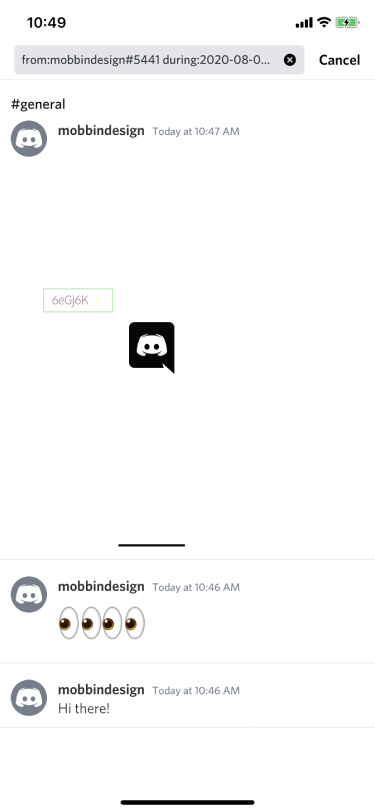 10:49
from:mobbindesign#5441 during:2020-08-0... Cancel
#general
mobbindesign Today at 10:47 AM
6eGj6K
mobbindesign Today at 10:46 AM
👀👀
mobbindesign Today at 10:46 AM
Hi there!